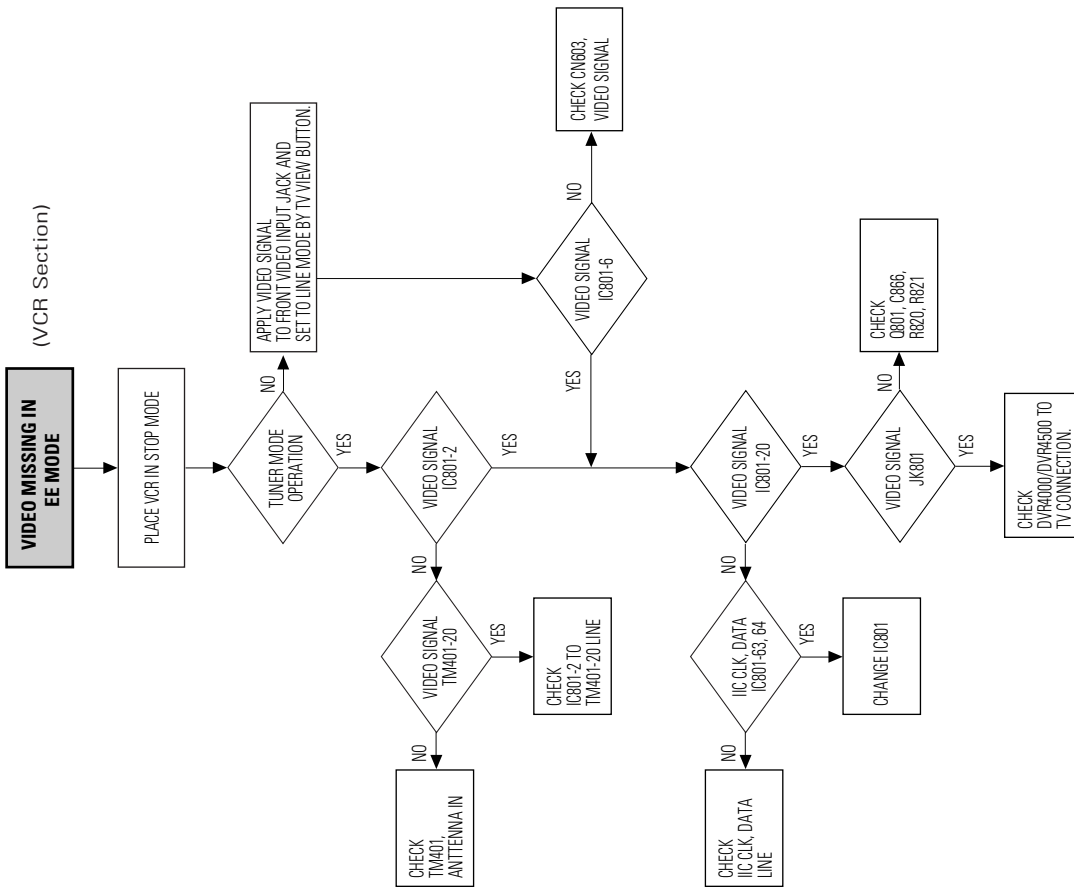 (VCR Section)
VIDEO MISSING IN
EE MODE
PLACE VCR IN STOP MODE
TUNER MODE
OPERATION
NO
APPLY VIDEO SIGNAL
TO FRONT VIDEO INPUT JACK AND
SET TO LINE MODE BY TV VIEW BUTTON.
YES
VIDEO SIGNAL
IC801-2
NO
VIDEO SIGNAL
TM401-20
NO
CHECK
TM401,
ANTTENNA IN
YES
CHECK
IC801-2 TO
TM401-20 LINE
YES
VIDEO SIGNAL
IC801-6
NO
CHECK CN603,
VIDEO SIGNAL
YES
VIDEO SIGNAL
IC801-20
NO
IIC CLK, DATA
IC801-63, 64
NO
CHECK
IIC CLK, DATA
LINE
YES
CHANGE IC801
YES
VIDEO SIGNAL
JK801
NO
CHECK
Q801, C866,
R820, R821
YES
CHECK
DVR4000/DVR4500 TO
TV CONNECTION.